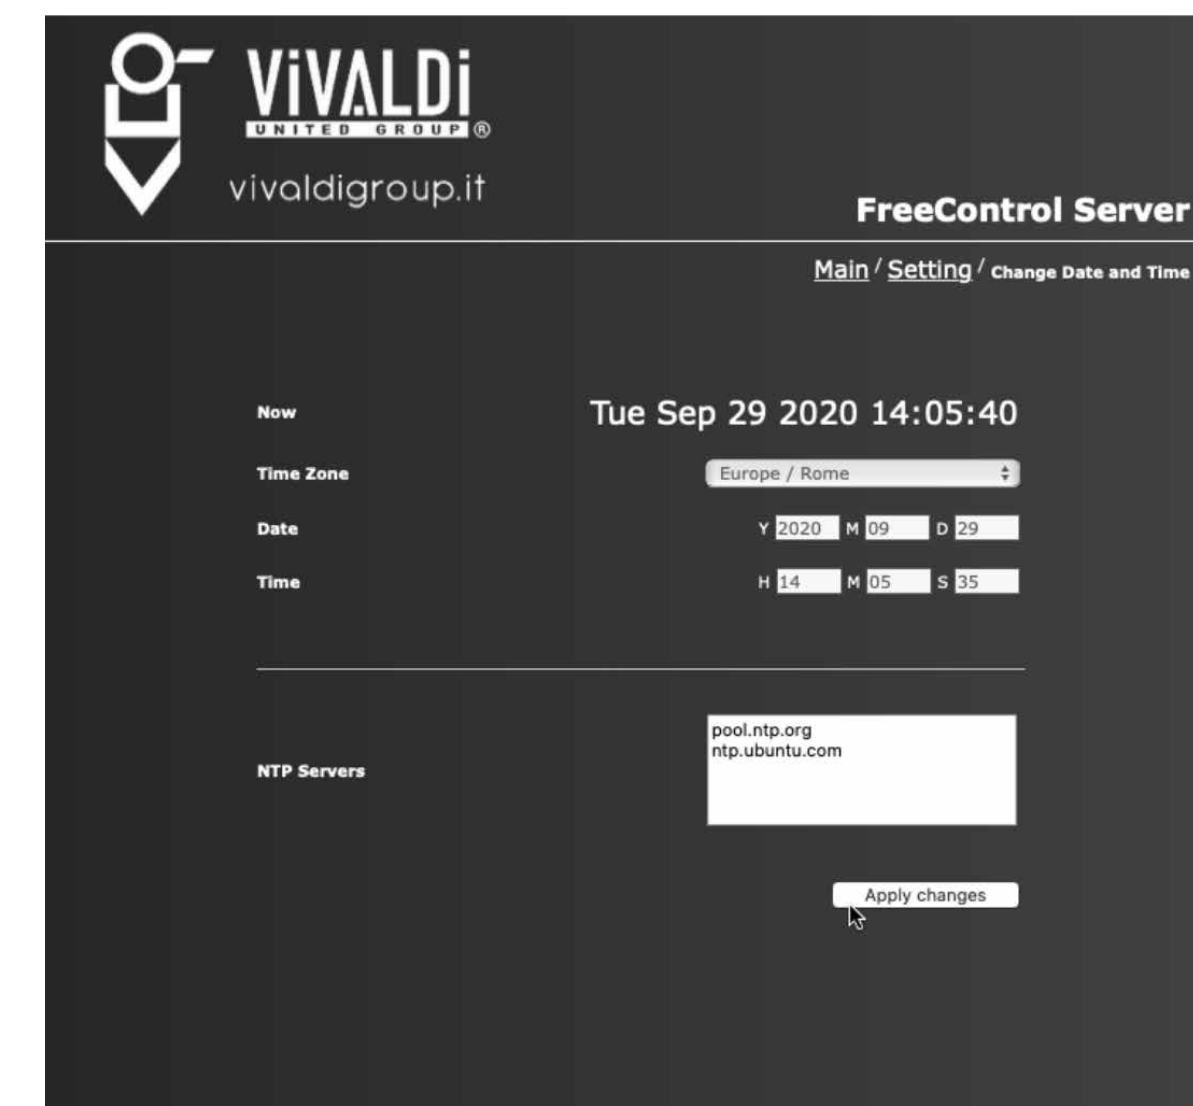 ViVALDi
UNITED GROUP ®
vivaldigroup.it
FreeControl Server
Main / Setting / Change Date and Time
Now Tue Sep 29 2020 14:05:40
Time Zone Europe / Rome
Date Y 2020 M 09 D 29
Time H 14 M 05 S 35
pool.ntp.org
ntp.ubuntu.com
NTP Servers
Apply changes